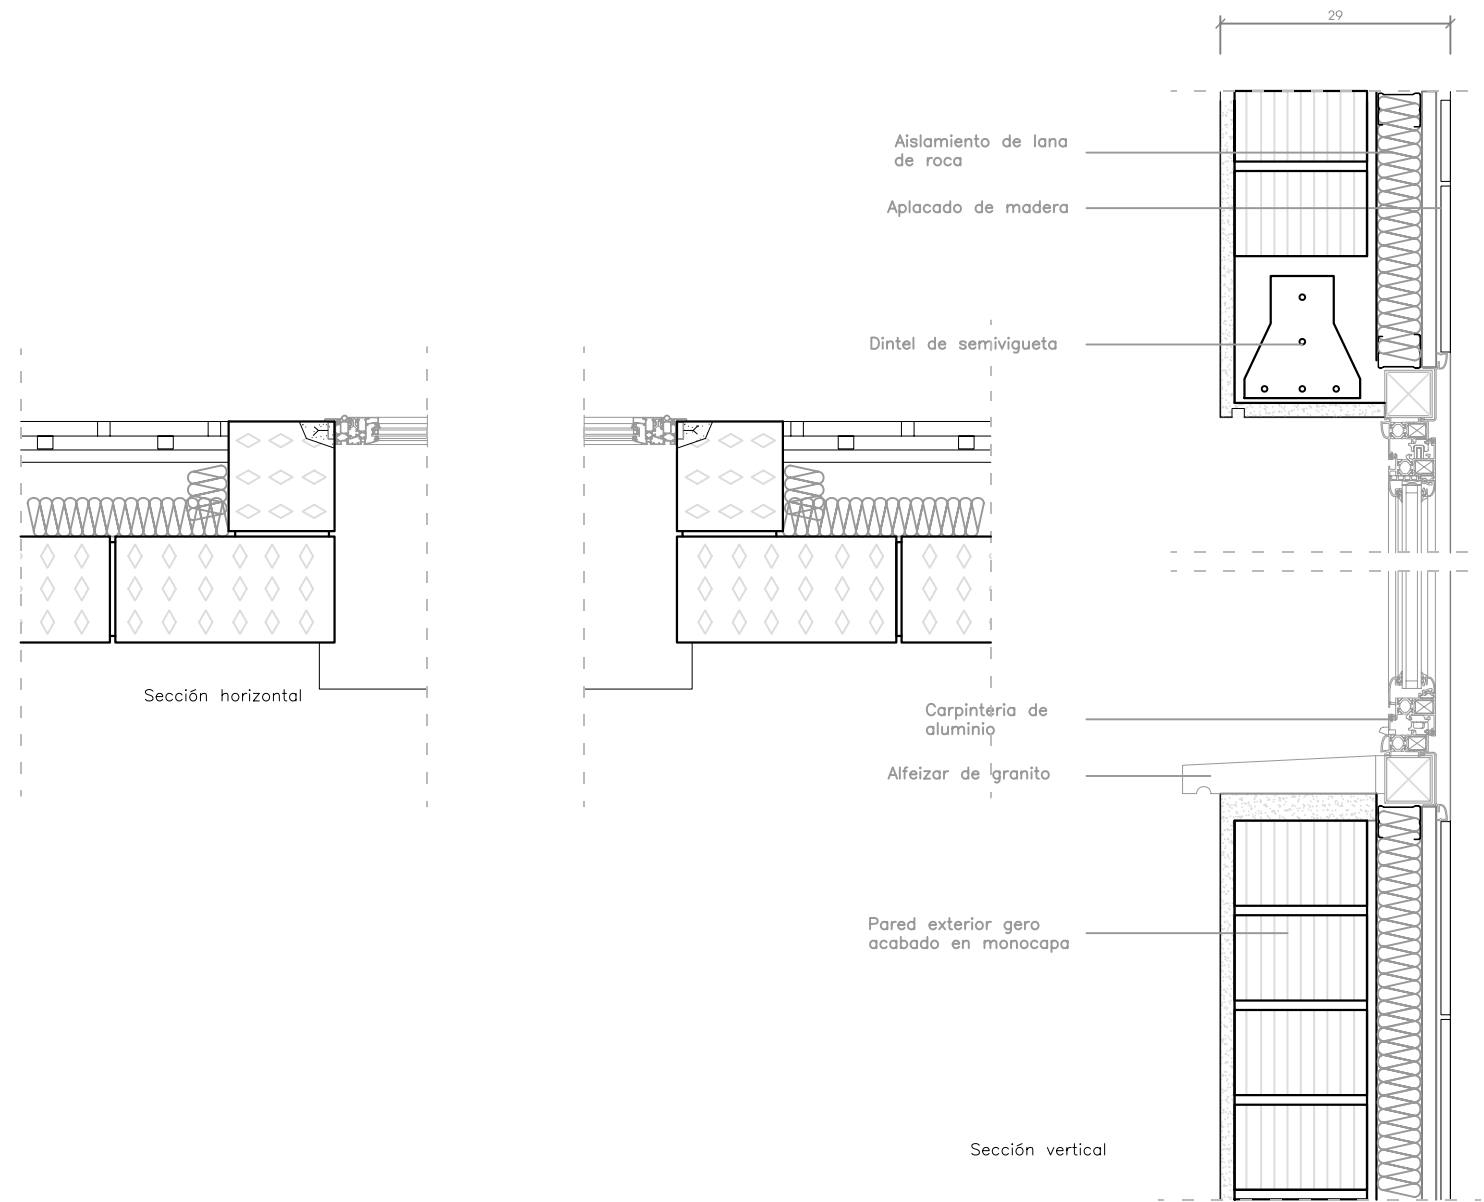 29
Aislamiento de lana
de roca
Aplacado de madera
Dintel de semivigueta
Sección horizontal
Carpinteria de
aluminio
Alfeizar de granito
Pared exterior gero
acabado en monocapa
Sección vertical